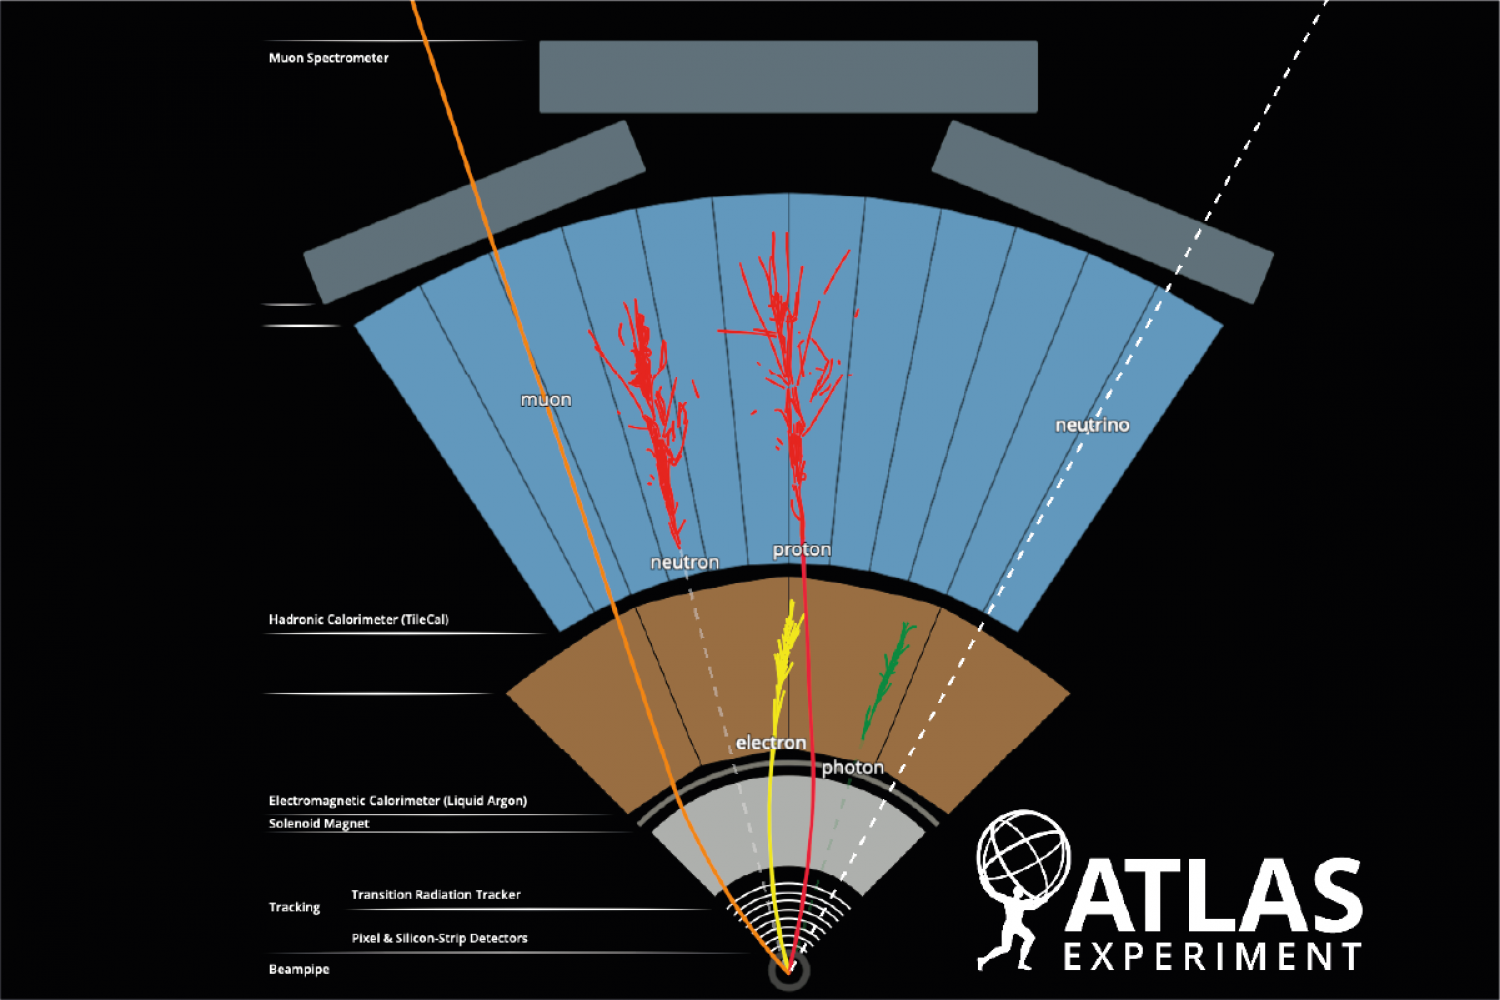 Muon Spectrometer
muon
neutrino
proton
neutron
Hadronic Calorimeter (TileCal)
electron
photon
Electromagnetic Calorimeter (Liquid Argon)
Solenoid Magnet
Transition Radiation Tracker
Tracking
Pixel & Silicon-Strip Detectors
Beampipe
ATLAS
EXPERIMENT